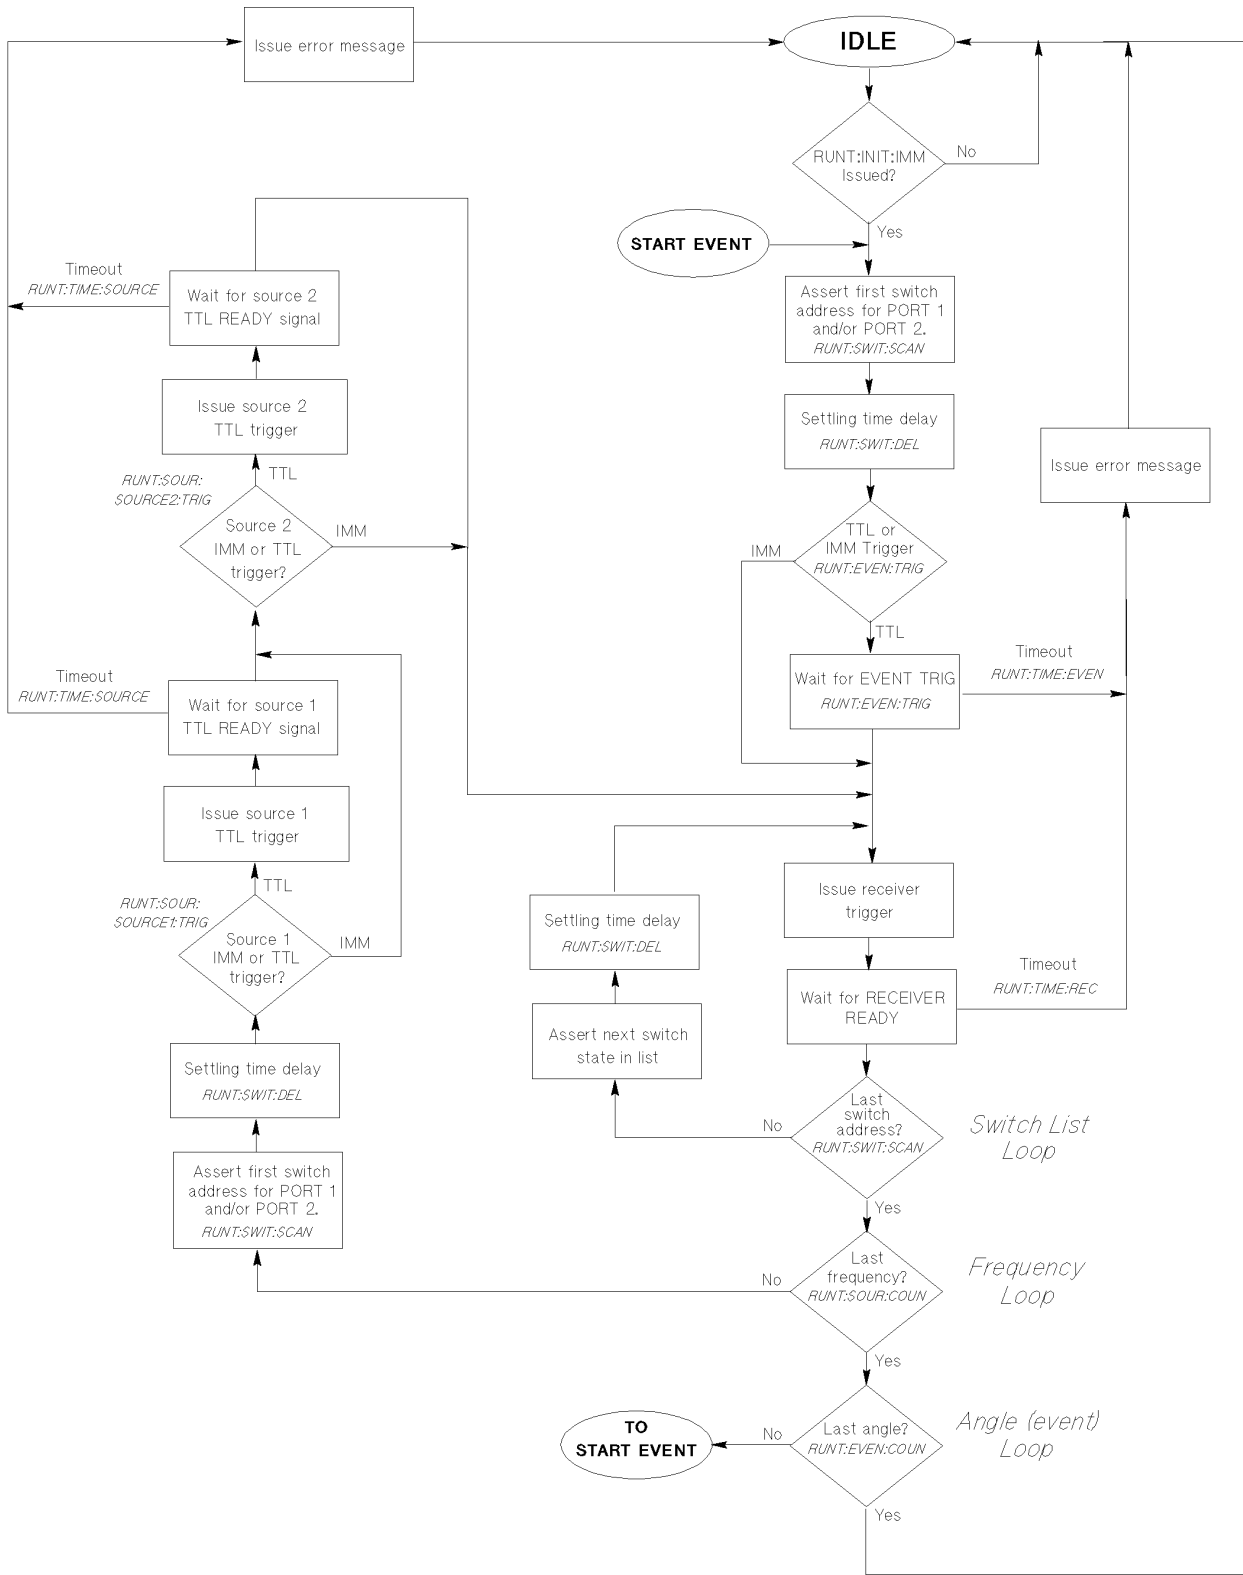 Issue error message
IDLE
RUNT:INIT:IMM
Issued?
No
Yes
START EVENT
Assert first switch
address for PORT 1
and/or PORT 2.
RUNT:SWIT:SCAN
Settling time delay
RUNT:SWIT:DEL
TTL or
IMM Trigger
RUNT:EVEN:TRIG
IMM
TTL
Wait for EVENT TRIG
RUNT:EVEN:TRIG
Timeout
RUNT:TIME:EVEN
Issue error message
Issue receiver
trigger
Wait for RECEIVER
READY
Timeout
RUNT:TIME:REC
Last
switch
address?
RUNT:SWIT:SCAN
No
Yes
Switch List
Loop
Assert next switch
state in list
Settling time delay
RUNT:SWIT:DEL
Last
frequency?
RUNT:SOUR:COUN
No
Yes
Frequency
Loop
Last angle?
RUNT:EVEN:COUN
No
Yes
Angle (event)
Loop
TO
START EVENT
Assert first switch
address for PORT 1
and/or PORT 2.
RUNT:SWIT:SCAN
Settling time delay
RUNT:SWIT:DEL
Source 1
IMM or TTL
trigger?
RUNT:SOUR:
SOURCE1:TRIG
TTL
IMM
Issue source 1
TTL trigger
Wait for source 1
TTL READY signal
Timeout
RUNT:TIME:SOURCE
Source 2
IMM or TTL
trigger?
RUNT:SOUR:
SOURCE2:TRIG
TTL
IMM
Issue source 2
TTL trigger
Wait for source 2
TTL READY signal
Timeout
RUNT:TIME:SOURCE